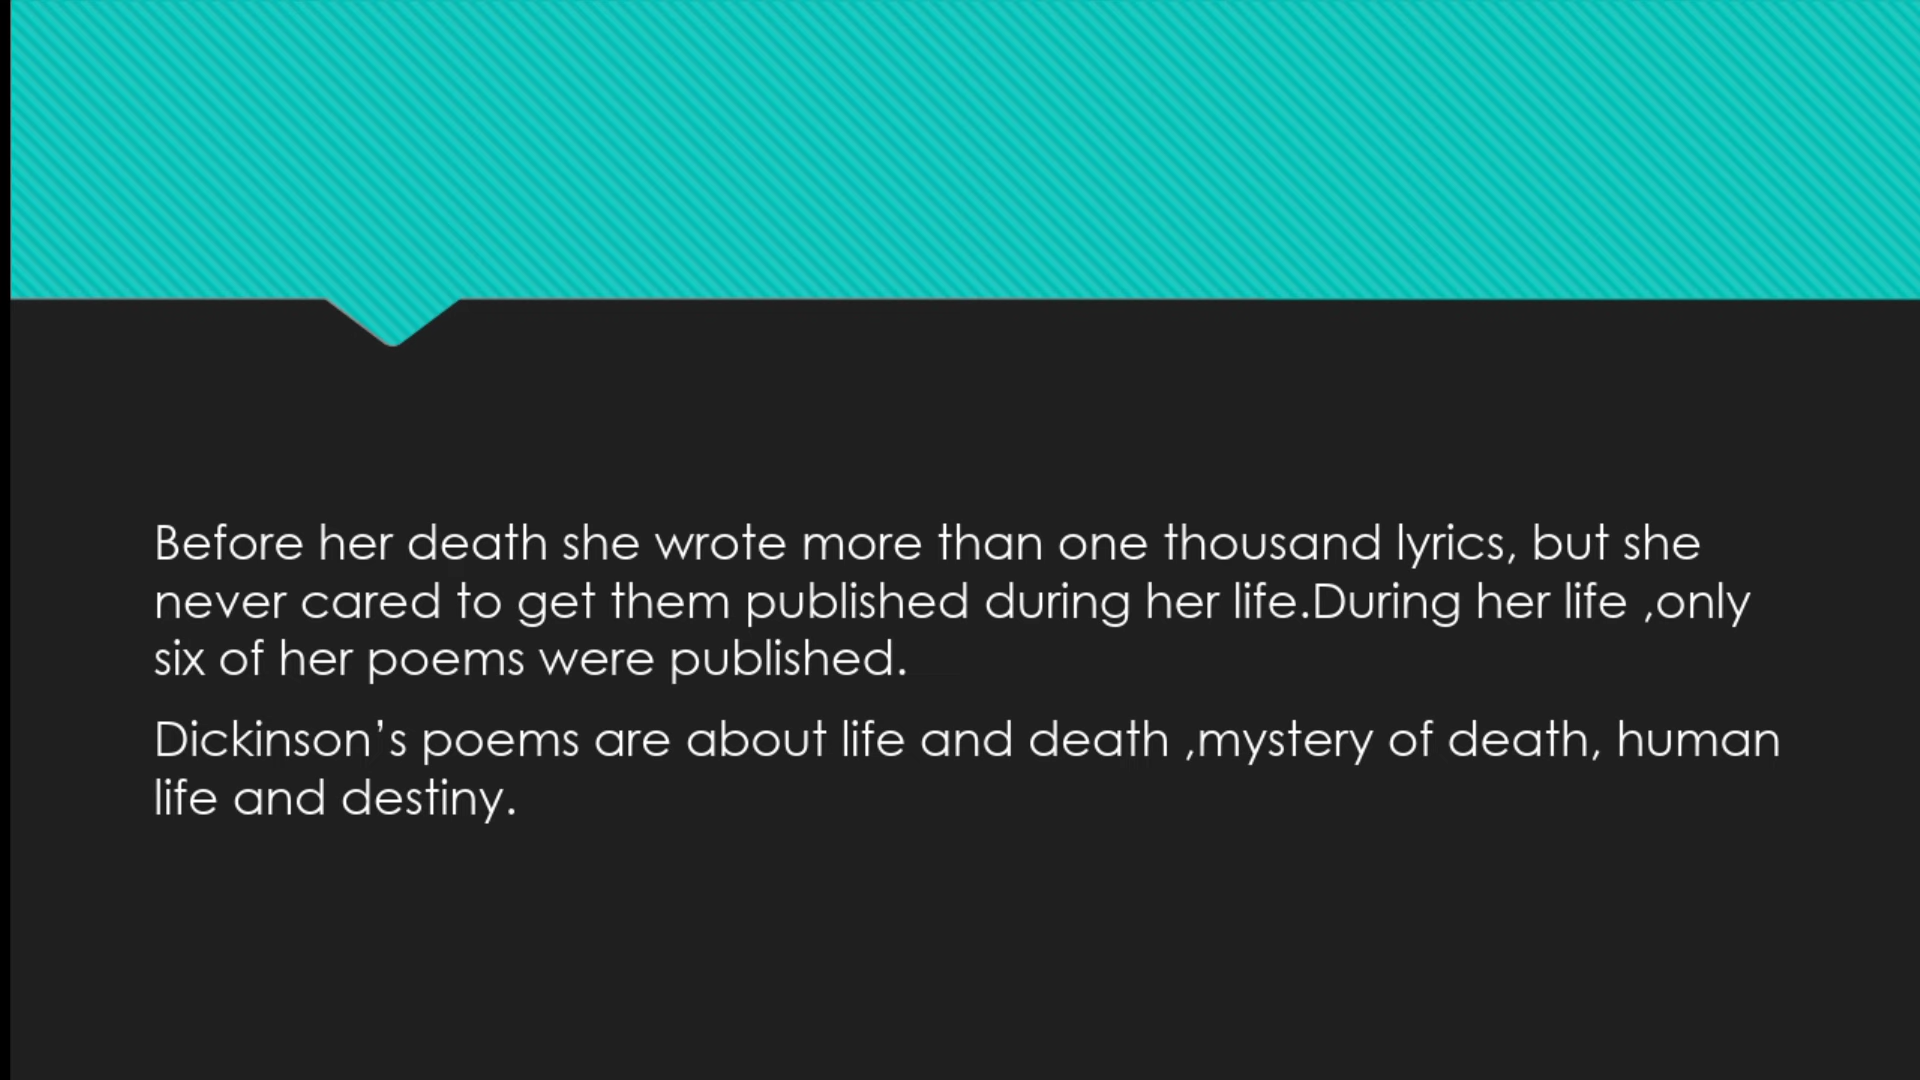 Before her death she wrote more than one thousand lyrics, but she
never cared to get them published during her life.During her life ,only
six of her poems were published.
Dickinson’s poems are about life and death ,mystery of death, human
life and destiny.